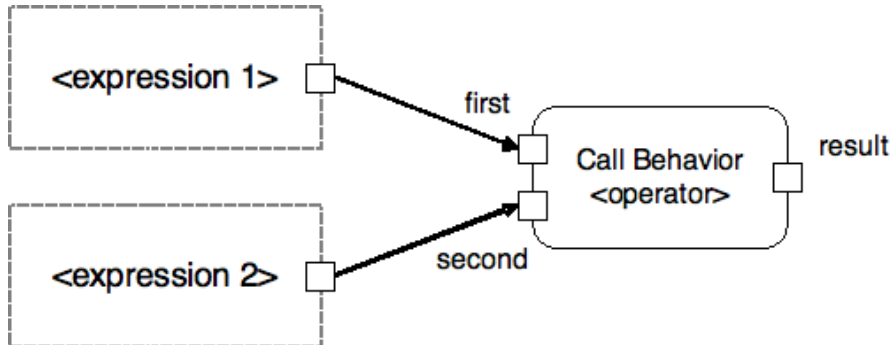 <expression 1>
first
Call Behavior
<operator>
result
<expression 2>
second